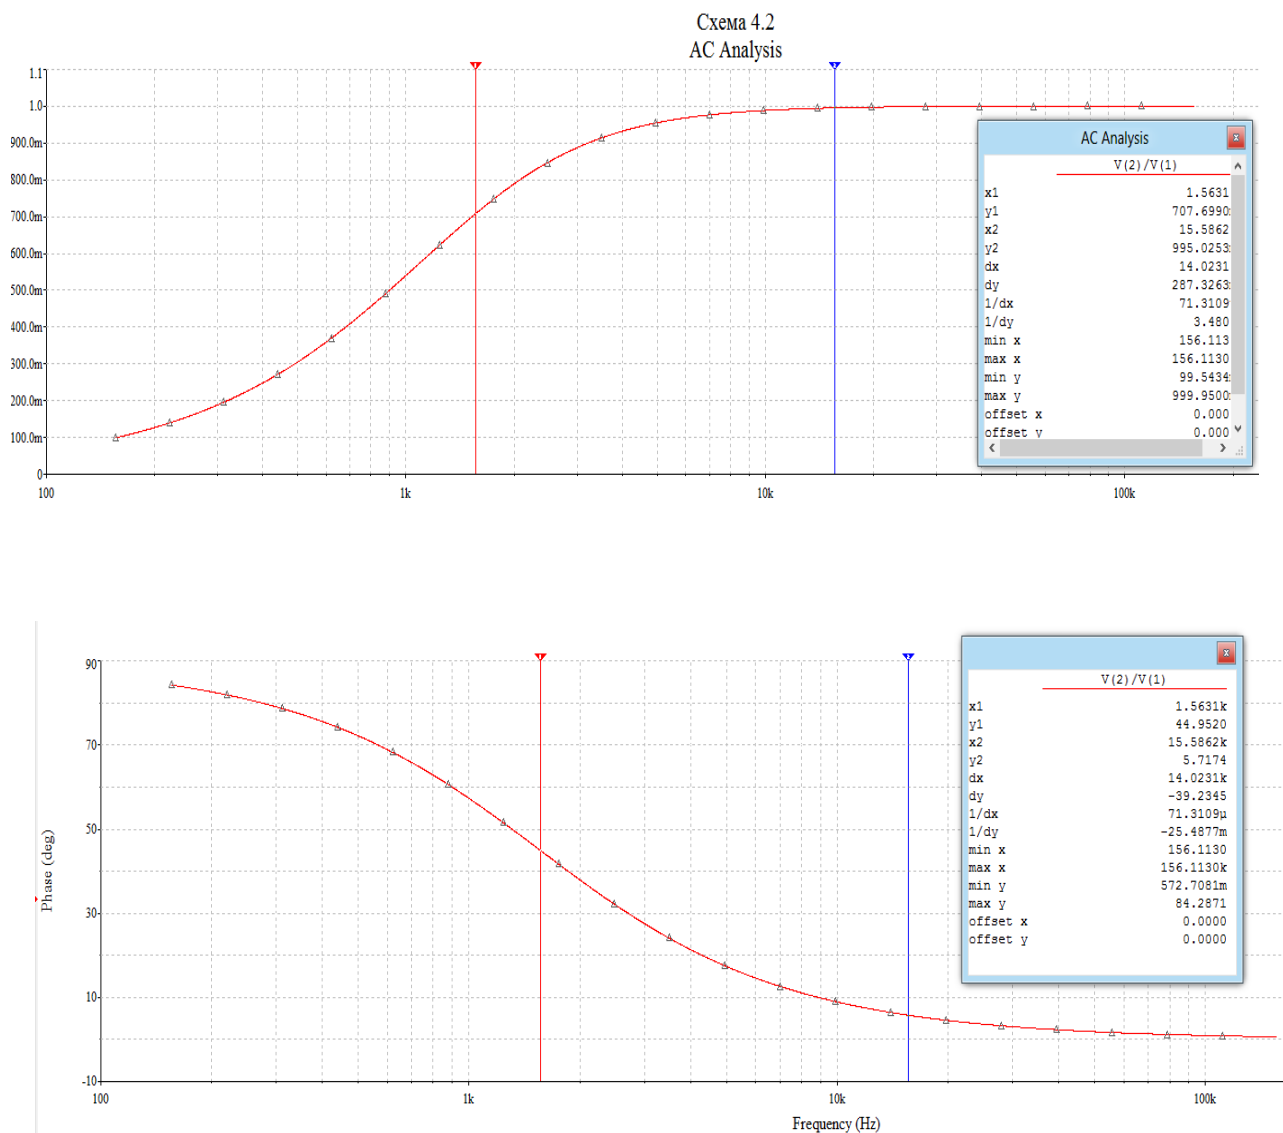 Схема 4.2
AC Analysis
1.1
1.0
900.0m
800.0m
700.0m
600.0m
500.0m
400.0m
300.0m
200.0m
100.0m
0
100
1k
10k
100k
AC Analysis
x
V(2)/V(1)
x1 1.5631
y1 707.6990
x2 15.5862
y2 995.0253
dx 14.0231
dy 287.3263
1/dx 71.3109
1/dy 3.480
min x 156.113
max x 156.1130
min y 99.5434
max y 999.9500
offset x 0.000
offset y 0.000
90
70
50
30
10
-10
Phase (deg)
100
1k
10k
100k
Frequency (Hz)
x
V(2)/V(1)
x1 1.5631k
y1 44.9520
x2 15.5862k
y2 5.7174
dx 14.0231k
dy -39.2345
1/dx 71.3109µ
1/dy -25.4877m
min x 156.1130
max x 156.1130k
min y 572.7081m
max y 84.2871
offset x 0.0000
offset y 0.0000